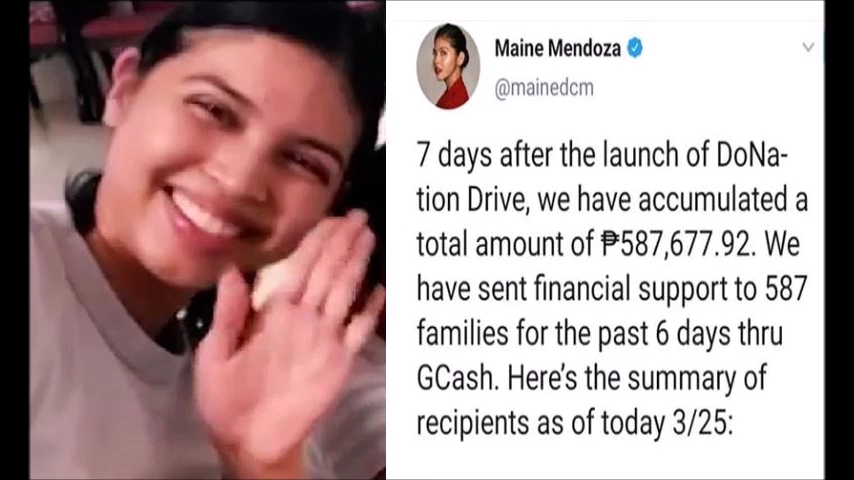 Maine Mendoza
@mainedcm
7 days after the launch of DoNa-
tion Drive, we have accumulated a
total amount of ₱587,677.92. We
have sent financial support to 587
families for the past 6 days thru
GCash. Here's the summary of
recipients as of today 3/25: